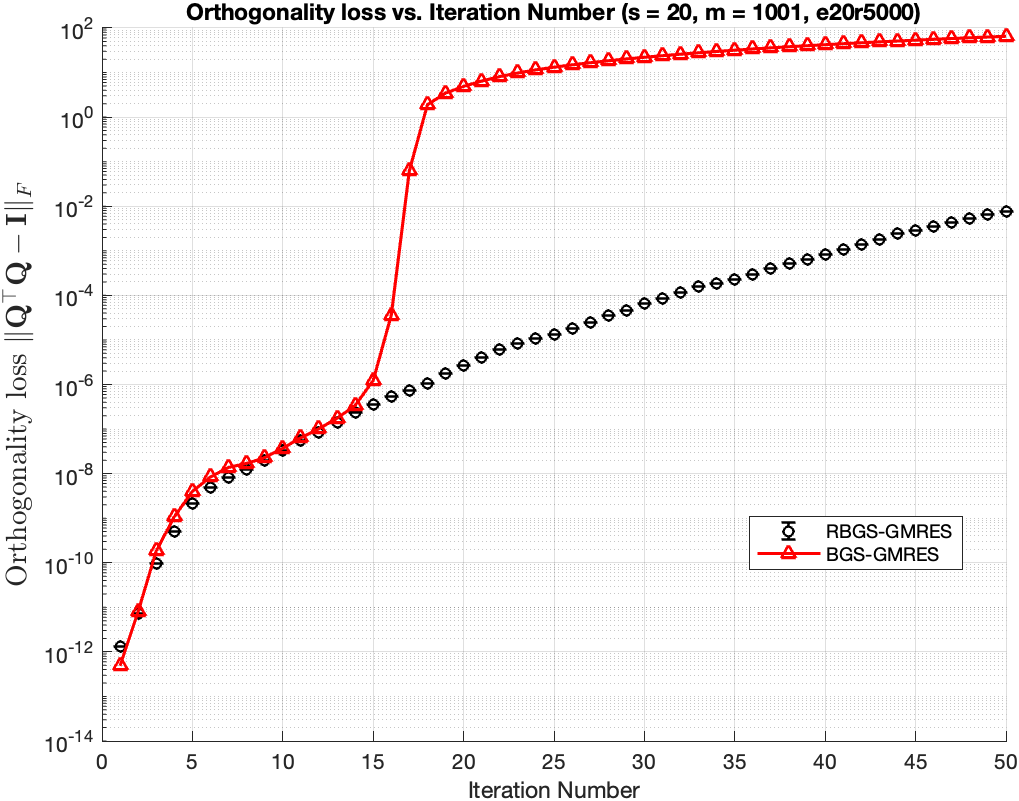 Orthogonality loss vs. Iteration Number (s = 20, m = 1001, e20r5000)
Orthogonality loss ||Q⊤Q − I||F
10^2
10^0
10^-2
10^-4
10^-6
10^-8
10^-10
10^-12
10^-14
RBGS-GMRES
BGS-GMRES
0 5 10 15 20 25 30 35 40 45 50
Iteration Number